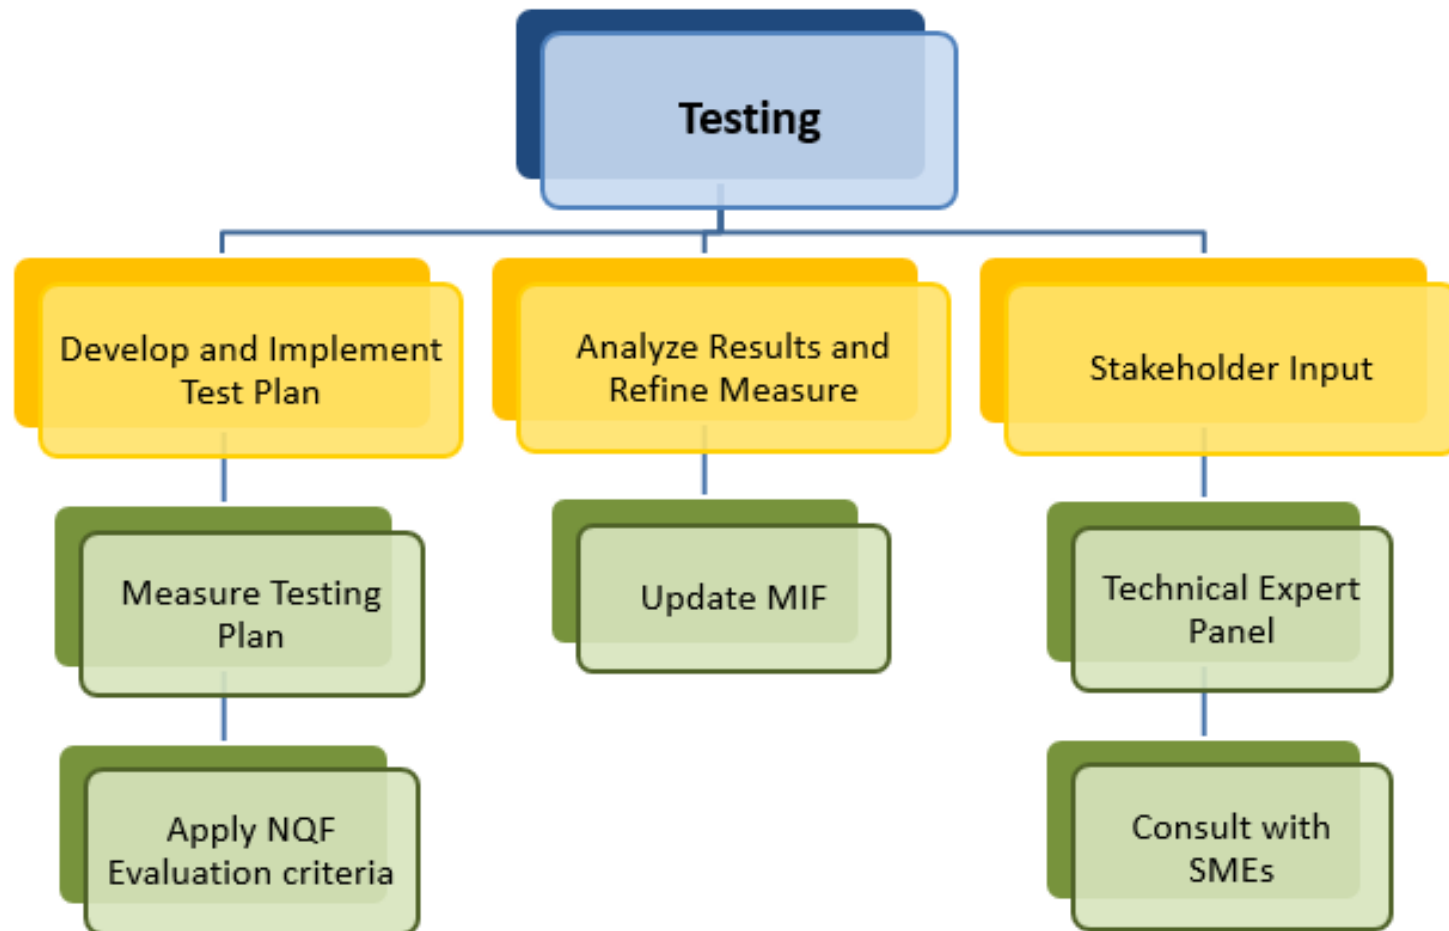 Testing
Develop and Implement
Test Plan
Analyze Results and
Refine Measure
Stakeholder Input
Measure Testing
Plan
Update MIF
Technical Expert
Panel
Apply NQF
Evaluation criteria
Consult with
SMEs